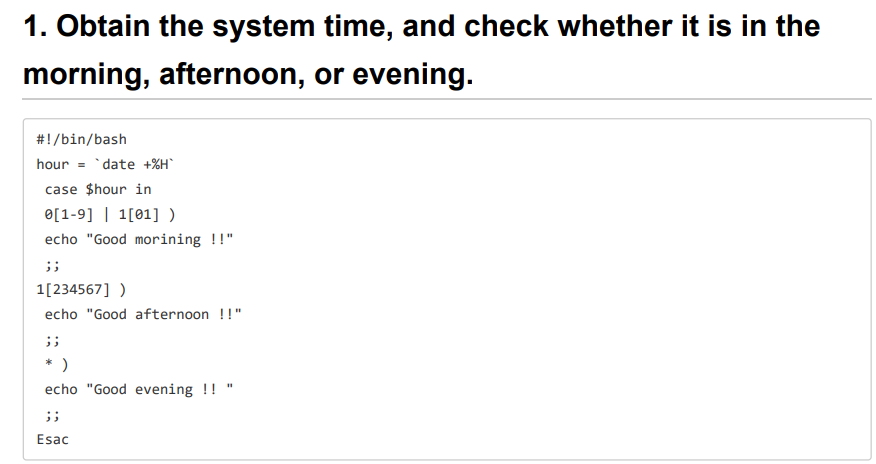 1. Obtain the system time, and check whether it is in the
morning, afternoon, or evening.
#!/bin/bash
hour = `date +%H`
case $hour in
0[1-9] | 1[01] )
echo "Good morining !!"
;;
1[234567] )
echo "Good afternoon !!"
;;
* )
echo "Good evening !! "
;;
Esac